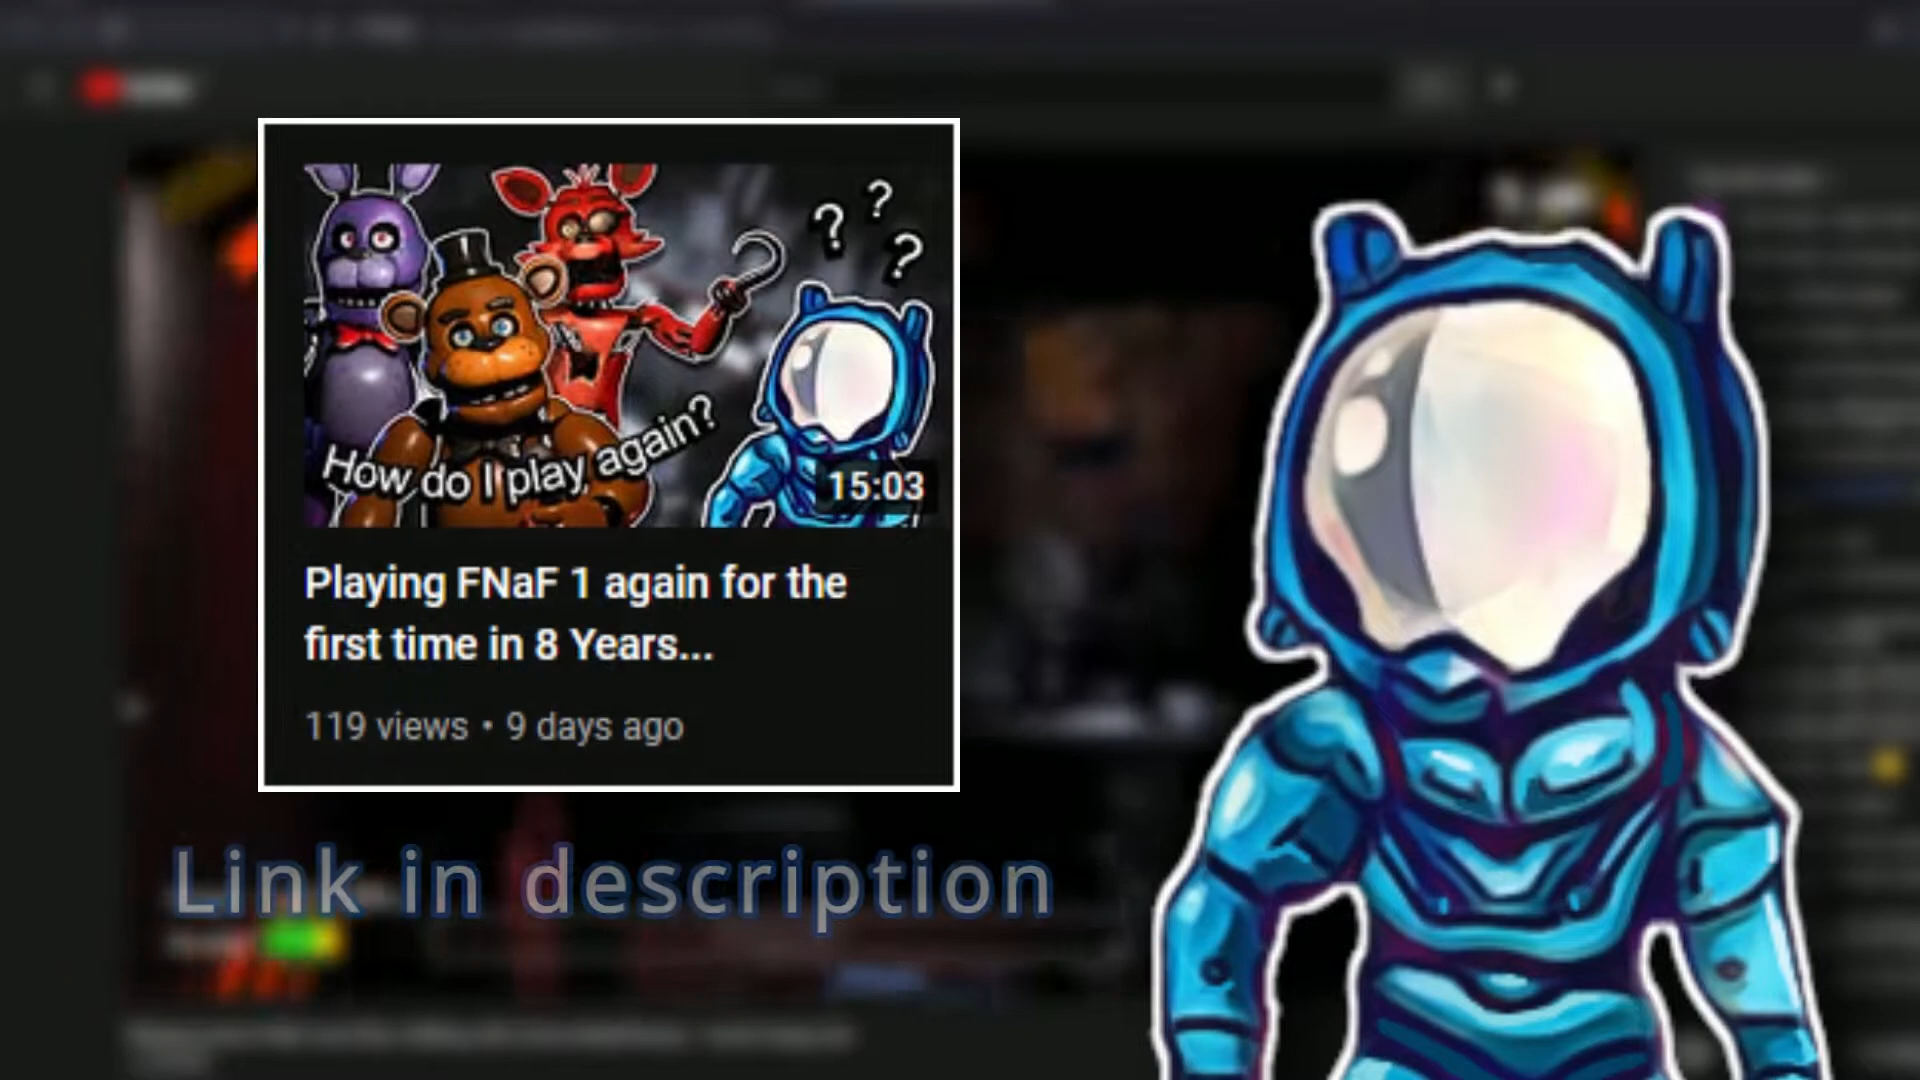 How do I play again?
? ? ?
15:03
Playing FNaF 1 again for the
first time in 8 Years...
119 views • 9 days ago
Link in description